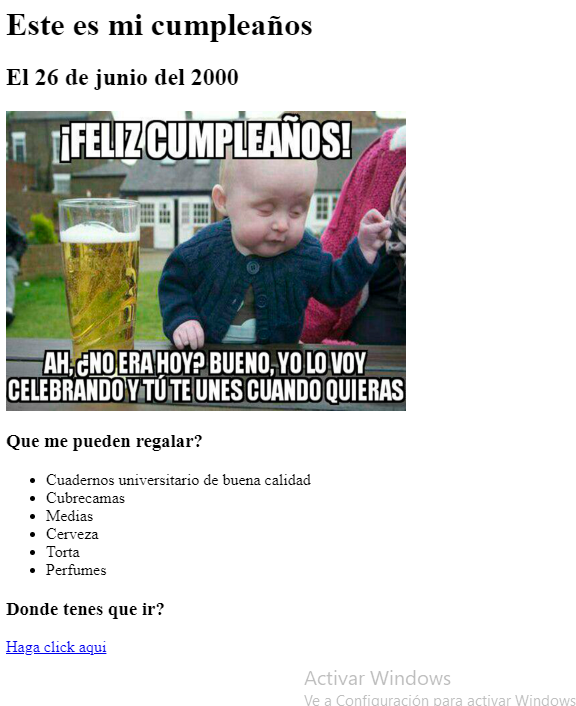 Este es mi cumpleaños
El 26 de junio del 2000
¡FELIZ CUMPLEAÑOS!
AH, ¿NO ERA HOY? BUENO, YO LO VOY
CELEBRANDO Y TÚ TE UNES CUANDO QUIERAS
Que me pueden regalar?
Cuadernos universitario de buena calidad
Cubrecamas
Medias
Cerveza
Torta
Perfumes
Donde tenes que ir?
Haga click aqui
Activar Windows
Ve a Configuración para activar Windows